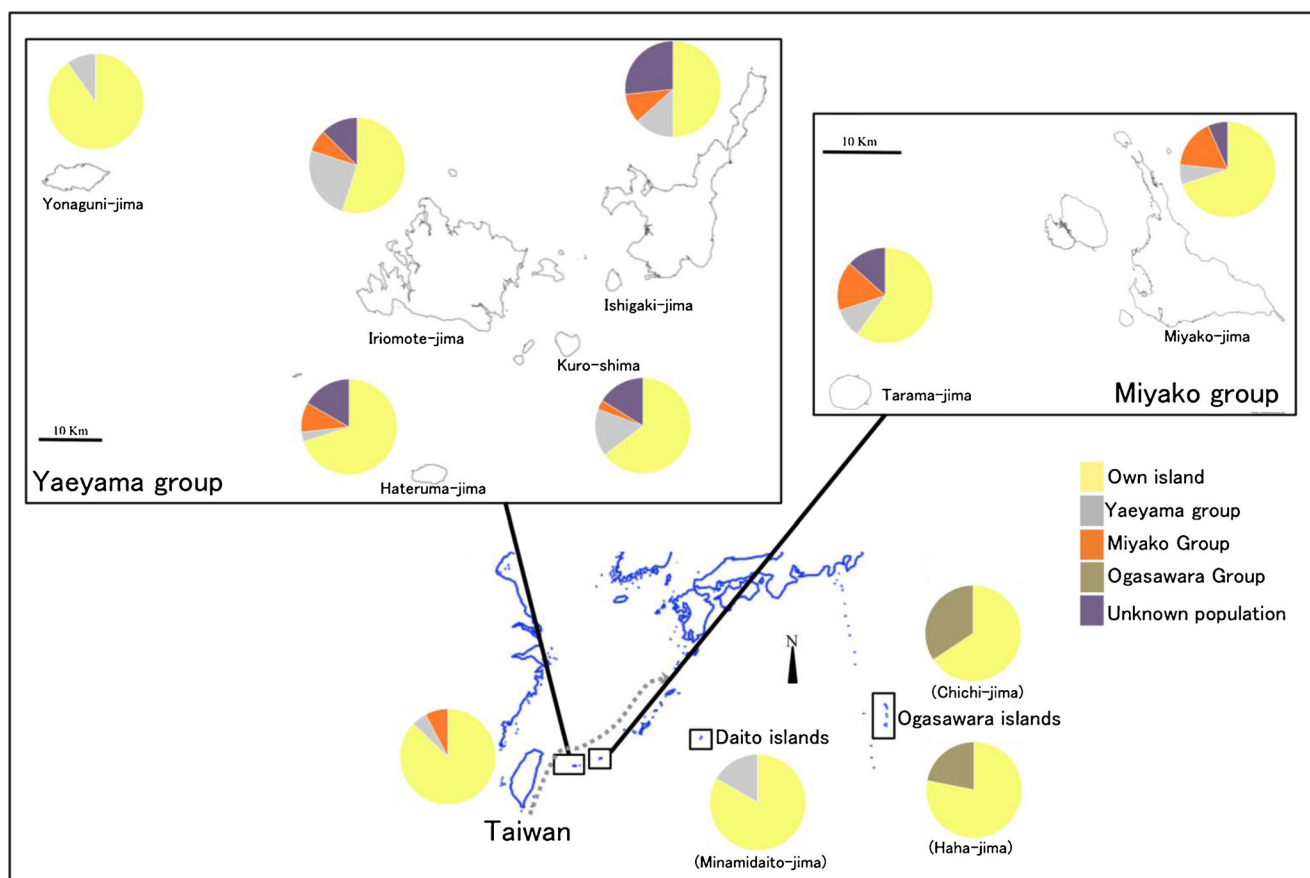 Yonaguni-jima
Iriomote-jima
Ishigaki-jima
Kuro-shima
Hateruma-jima
10 Km
Yaeyama group
10 Km
Miyako-jima
Tarama-jima
Miyako group
Own island
Yaeyama group
Miyako Group
Ogasawara Group
Unknown population
N
(Chichi-jima)
Ogasawara islands
Daito islands
Taiwan
(Minamidaito-jima)
(Haha-jima)